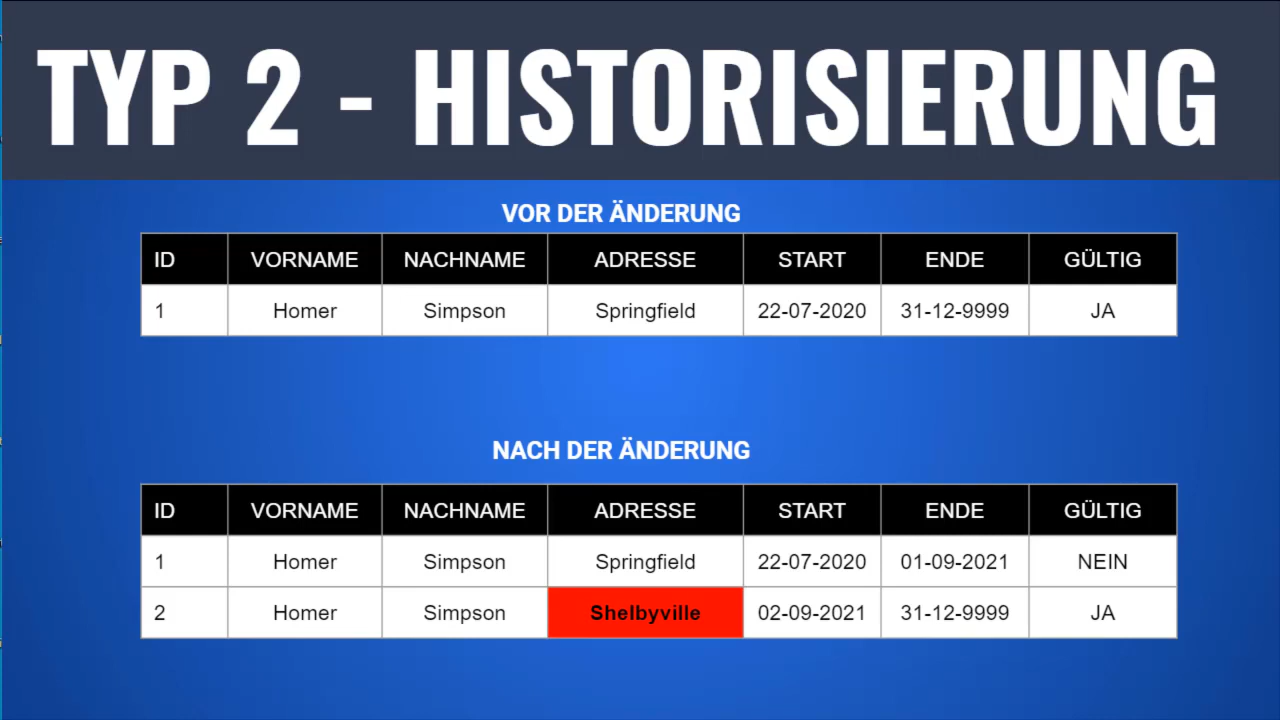 TYP 2 - HISTORISIERUNG
VOR DER ÄNDERUNG
ID VORNAME NACHNAME ADRESSE START ENDE GÜLTIG
1 Homer Simpson Springfield 22-07-2020 31-12-9999 JA
NACH DER ÄNDERUNG
ID VORNAME NACHNAME ADRESSE START ENDE GÜLTIG
1 Homer Simpson Springfield 22-07-2020 01-09-2021 NEIN
2 Homer Simpson Shelbyville 02-09-2021 31-12-9999 JA